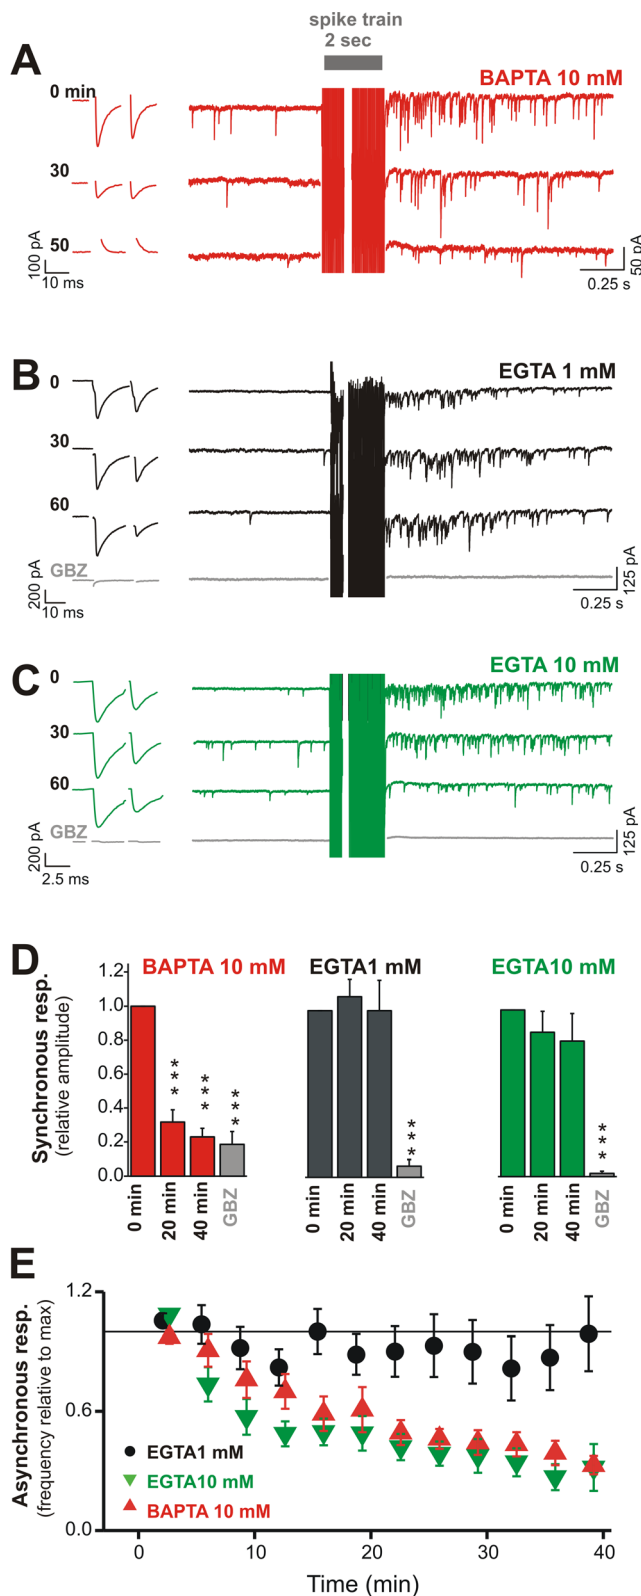 spike train
2 sec
A
BAPTA 10 mM
0 min
30
50
100 pA
10 ms
50 pA
0.25 s
B
EGTA 1 mM
0
30
60
GBZ
200 pA
10 ms
125 pA
0.25 s
C
EGTA 10 mM
0
30
60
GBZ
200 pA
2.5 ms
125 pA
0.25 s
D
BAPTA 10 mM
EGTA1 mM
EGTA10 mM
Synchronous resp.
(relative amplitude)
1.2
1.0
0.8
0.6
0.4
0.2
0.0
***
***
***
***
***
0 min
20 min
40 min
GBZ
0 min
20 min
40 min
GBZ
0 min
20 min
40 min
GBZ
E
Asynchronous resp.
(frequency relative to max)
1.2
0.6
0.0
EGTA1 mM
EGTA10 mM
BAPTA 10 mM
0
10
20
30
40
Time (min)